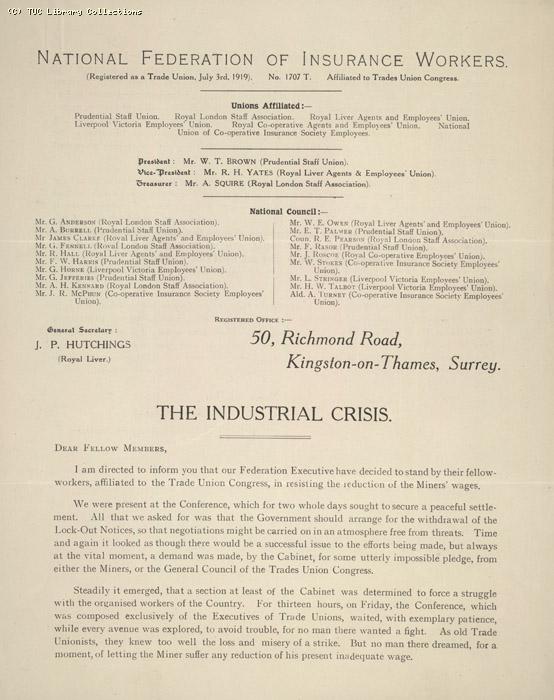 (C) TUC Library Collections
NATIONAL FEDERATION OF INSURANCE WORKERS.
(Registered as a Trade Union, July 3rd, 1919). No. 1707 T. Affiliated to Trades Union Congress.
Unions Affiliated:—
Prudential Staff Union. Royal London Staff Association. Royal Liver Agents and Employees' Union.
Liverpool Victoria Employees' Union. Royal Co-operative Agents and Employees' Union. National
Union of Co-operative Insurance Society Employees.
President: Mr. W. T. BROWN (Prudential Staff Union).
Vice-President: Mr. R. H. YATES (Royal Liver Agents & Employees' Union).
Treasurer: Mr. A. SQUIRE (Royal London Staff Association).
National Council:—
Mr. G. ANDERSON (Royal London Staff Association).
Mr. A. BURRELL (Prudential Staff Union).
Mr JAMES CLARKE (Royal Liver Agents and Employees' Union).
Mr. G. FENNELL (Royal London Staff Association).
Mr. R. HALL (Royal Liver Agents and Employees' Union).
Mr. F. W. HARRIS (Prudential Staff Union).
Mr. G. HORNE (Liverpool Victoria Employees' Union).
Mr. G. JEFFERIES (Prudential Staff Union).
Mr. A. H. KENNARD (Royal London Staff Association).
Mr. J. R. MCPHUN (Co-operative Insurance Society Employees'
Union).
Mr. W. E. OWEN (Royal Liver Agents and Employees' Union).
Mr. E. T. PALMER (Prudential Staff Union).
Coun. R. E. PEARSON (Royal London Staff Association).
Mr. F. (Prudential Staff Union).
Mr. J. ROSCOE (Royal Co-operative Employees' Union).
Mr. W. STOKES (Co-operative Insurance Society Employees'
Union).
Mr. L. STRINGER (Liverpool Victoria Employees' Union).
Mr. H. W. TALBOT (Liverpool Victoria Employees' Union).
Ald. A. TURNEY (Co-operative Insurance Society Employees'
Union).
REGISTERED OFFICE :—
General Secretary:
J. P. HUTCHINGS
(Royal Liver.)
50, Richmond Road,
Kingston-on-Thames, Surrey.
THE INDUSTRIAL CRISIS.
DEAR FELLOW MEMBERS,
I am directed to inform you that our Federation Executive have decided to stand by their fellow-
workers, affiliated to the Trade Union Congress, in resisting the reduction of the Miners' wages.
We were present at the Conference, which for two whole days sought to secure a peaceful settle-
ment. All that we asked for was that the Government should arrange for the withdrawal of the
Lock-Out Notices, so that negotiations might be carried on in an atmosphere free from threats. Time
and again it looked as though there would be a successful issue to the efforts being made, but always
at the vital moment, a demand was made, by the Cabinet, for some utterly impossible pledge, from
either the Miners, or the General Council of the Trades Union Congress.
Steadily it emerged, that a section at least of the Cabinet was determined to force a struggle
with the organised workers of the Country. For thirteen hours, on Friday, the Conference, which
was composed exclusively of the Executives of Trade Unions, waited, with exemplary patience,
while every avenue was explored, to avoid trouble, for no man there wanted a fight. As old Trade
Unionists, they knew too well the loss and misery of a strike. But no man there dreamed, for a
moment, of letting the Miner suffer any reduction of his present inadequate wage.